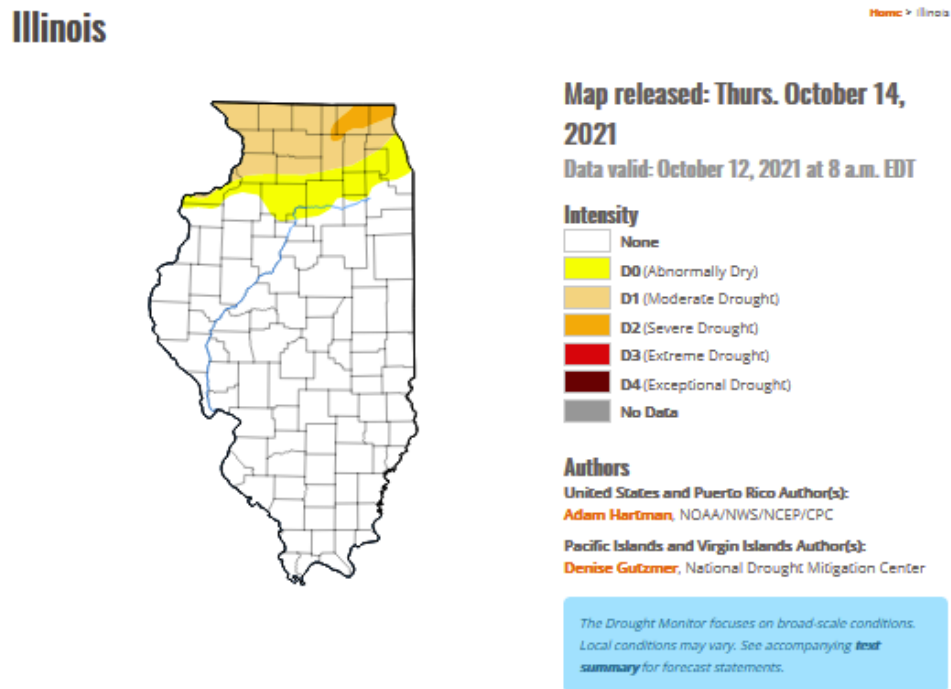 Illinois
Home > Illinois
Map released: Thurs. October 14,
2021
Data valid: October 12, 2021 at 8 a.m. EDT
Intensity
None
D0 (Abnormally Dry)
D1 (Moderate Drought)
D2 (Severe Drought)
D3 (Extreme Drought)
D4 (Exceptional Drought)
No Data
Authors
United States and Puerto Rico Author(s):
Adam Hartman, NOAA/NWS/NCEP/CPC
Pacific Islands and Virgin Islands Author(s):
Denise Gutzmer, National Drought Mitigation Center
The Drought Monitor focuses on broad-scale conditions.
Local conditions may vary. See accompanying text
summary for forecast statements.